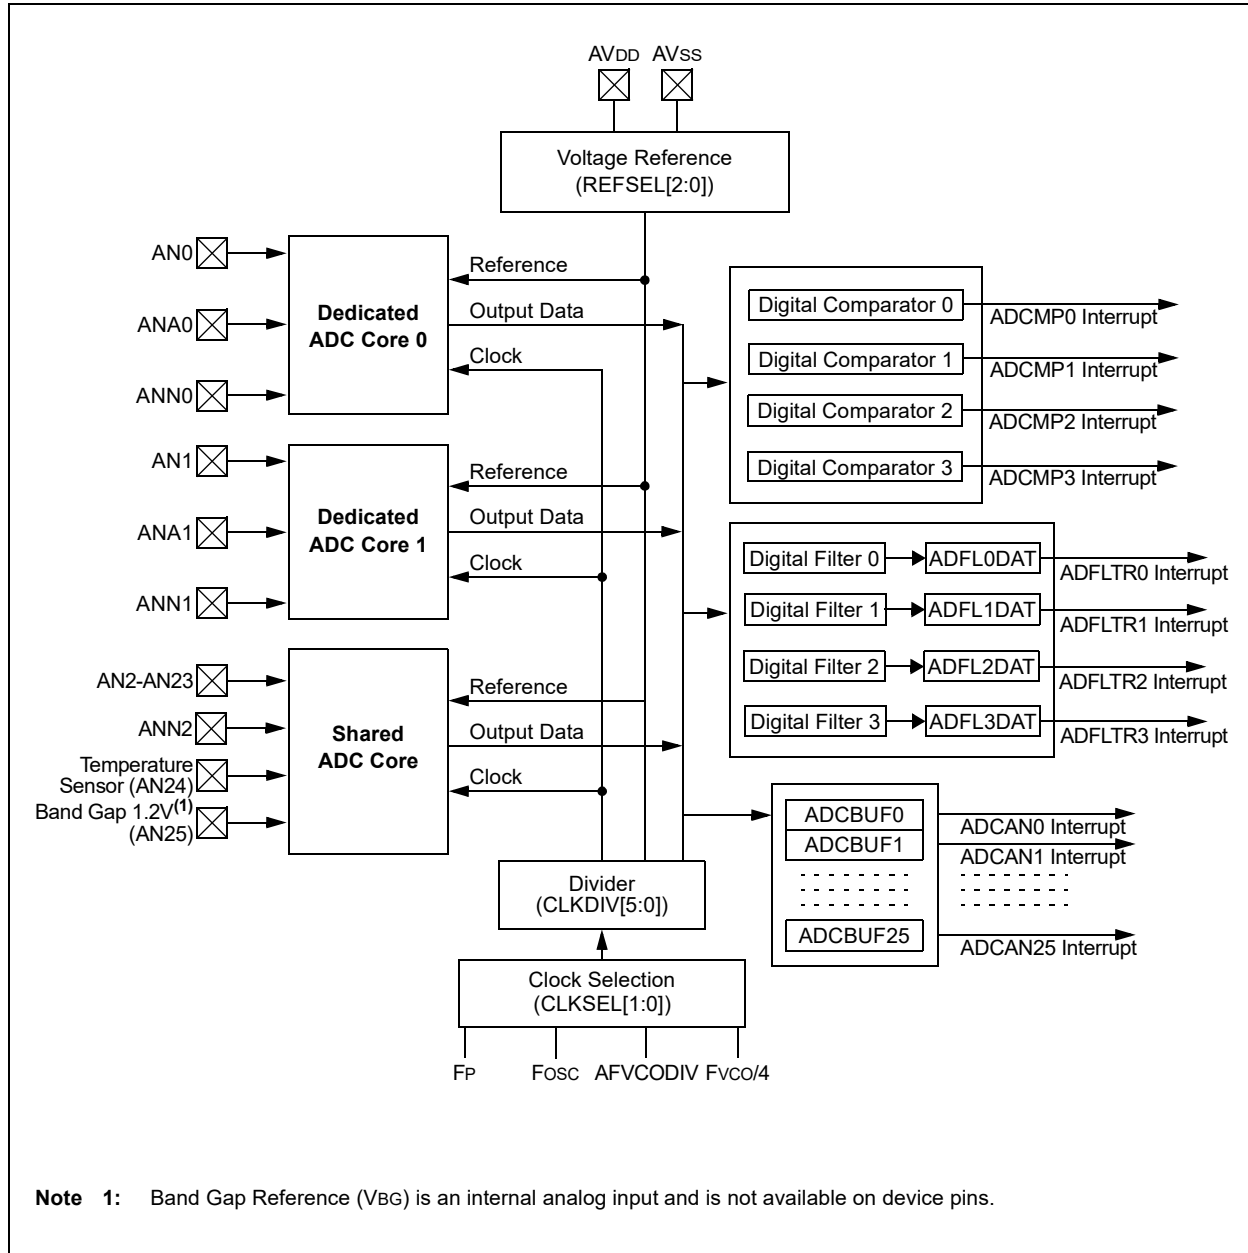 AVDD AVSS
Voltage Reference
(REFSEL[2:0])
AN0
ANA0
ANN0
Dedicated
ADC Core 0
Reference
Output Data
Clock
AN1
ANA1
ANN1
Dedicated
ADC Core 1
Reference
Output Data
Clock
AN2-AN23
ANN2
Temperature
Sensor (AN24)
Band Gap 1.2V(1)
(AN25)
Shared
ADC Core
Reference
Output Data
Clock
Digital Comparator 0
ADCMP0 Interrupt
Digital Comparator 1
ADCMP1 Interrupt
Digital Comparator 2
ADCMP2 Interrupt
Digital Comparator 3
ADCMP3 Interrupt
Digital Filter 0 ADFL0DAT
ADFLTR0 Interrupt
Digital Filter 1 ADFL1DAT
ADFLTR1 Interrupt
Digital Filter 2 ADFL2DAT
ADFLTR2 Interrupt
Digital Filter 3 ADFL3DAT
ADFLTR3 Interrupt
ADCBUF0
ADCAN0 Interrupt
ADCBUF1
ADCAN1 Interrupt
ADCBUF25
ADCAN25 Interrupt
Divider
(CLKDIV[5:0])
Clock Selection
(CLKSEL[1:0])
FP FOSC AFVCODIV FVCO/4
Note 1: Band Gap Reference (VBG) is an internal analog input and is not available on device pins.